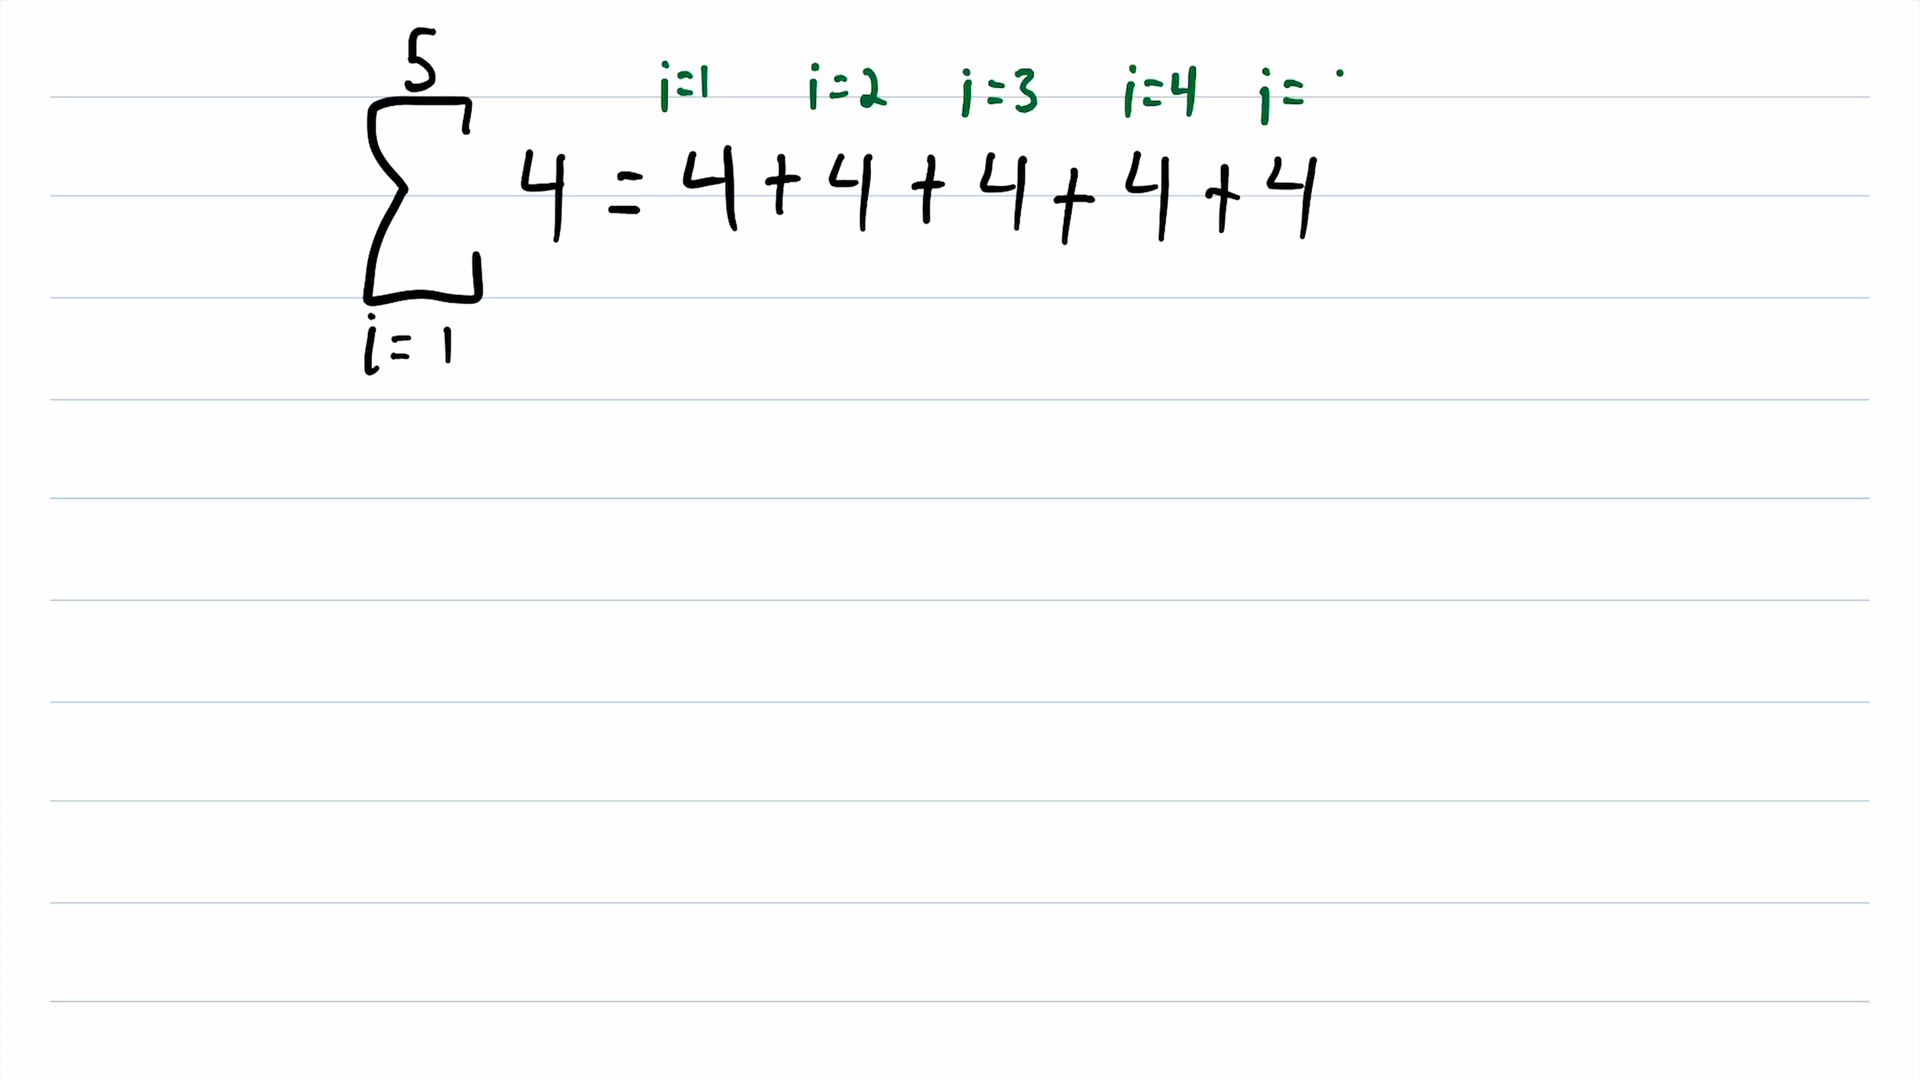 5
i=1 i=2 i=3 i=4 i=
∑ 4 = 4 + 4 + 4 + 4 + 4
i = 1